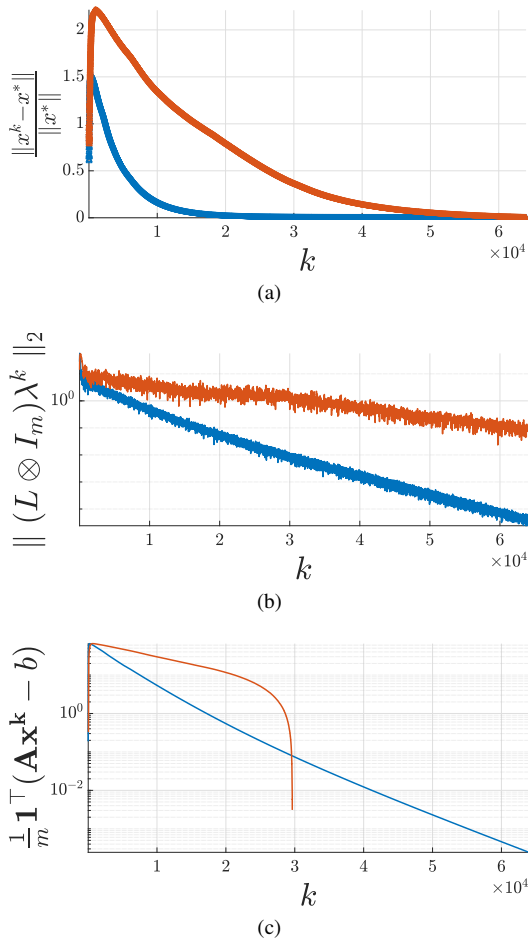 2
1.5
1
0.5
0
‖x^k−x^*‖ / ‖x^*‖
1 2 3 4 5 6
×10^4
k
(a)
‖ (L ⊗ I_m)λ^k ‖_2
10^0
1 2 3 4 5 6
×10^4
k
(b)
1/m 1^⊤(Ax^k − b)
10^0
10^−2
1 2 3 4 5 6
×10^4
k
(c)